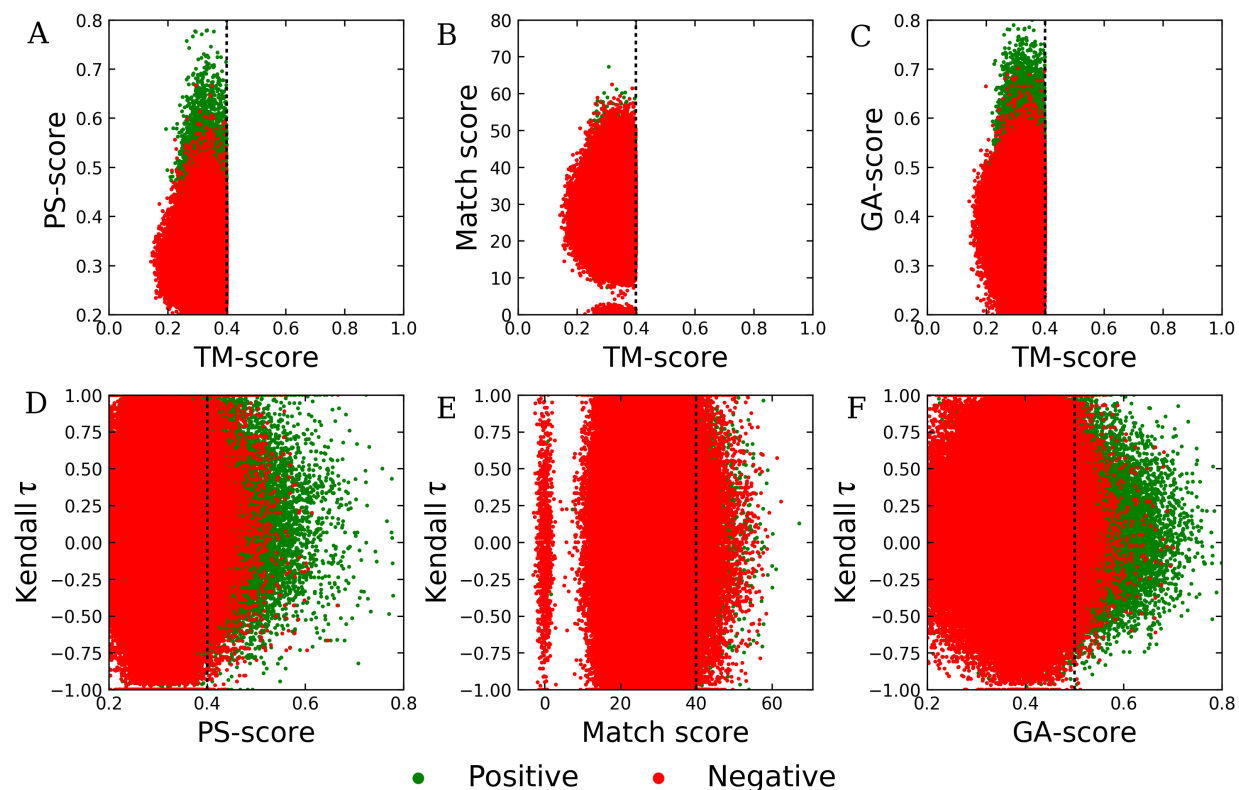 A
0.8
0.7
0.6
0.5
0.4
0.3
0.2
PS-score
0.0 0.2 0.4 0.6 0.8 1.0
TM-score
B
80
70
60
50
40
30
20
10
0
Match score
0.0 0.2 0.4 0.6 0.8 1.0
TM-score
C
0.8
0.7
0.6
0.5
0.4
0.3
0.2
GA-score
0.0 0.2 0.4 0.6 0.8 1.0
TM-score
D
1.00
0.75
0.50
0.25
0.00
−0.25
−0.50
−0.75
−1.00
Kendall τ
0.2 0.4 0.6 0.8
PS-score
E
1.00
0.75
0.50
0.25
0.00
−0.25
−0.50
−0.75
−1.00
Kendall τ
0 20 40 60
Match score
F
1.00
0.75
0.50
0.25
0.00
−0.25
−0.50
−0.75
−1.00
Kendall τ
0.2 0.4 0.6 0.8
GA-score
Positive Negative